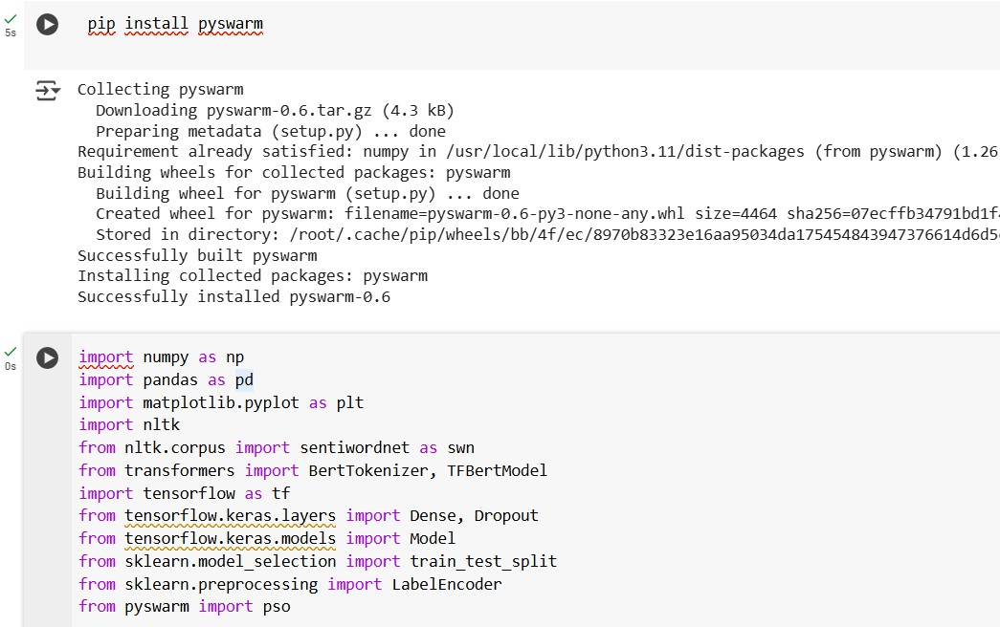 5s
pip install pyswarm
Collecting pyswarm
Downloading pyswarm-0.6.tar.gz (4.3 kB)
Preparing metadata (setup.py) ... done
Requirement already satisfied: numpy in /usr/local/lib/python3.11/dist-packages (from pyswarm) (1.26
Building wheels for collected packages: pyswarm
Building wheel for pyswarm (setup.py) ... done
Created wheel for pyswarm: filename=pyswarm-0.6-py3-none-any.whl size=4464 sha256=07ecffb34791bd1f4
Stored in directory: /root/.cache/pip/wheels/bb/4f/ec/8970b83323e16aa95034da175454843947376614d6d5
Successfully built pyswarm
Installing collected packages: pyswarm
Successfully installed pyswarm-0.6
0s
import numpy as np
import pandas as pd
import matplotlib.pyplot as plt
import nltk
from nltk.corpus import sentiwordnet as swn
from transformers import BertTokenizer, TFBertModel
import tensorflow as tf
from tensorflow.keras.layers import Dense, Dropout
from tensorflow.keras.models import Model
from sklearn.model_selection import train_test_split
from sklearn.preprocessing import LabelEncoder
from pyswarm import pso